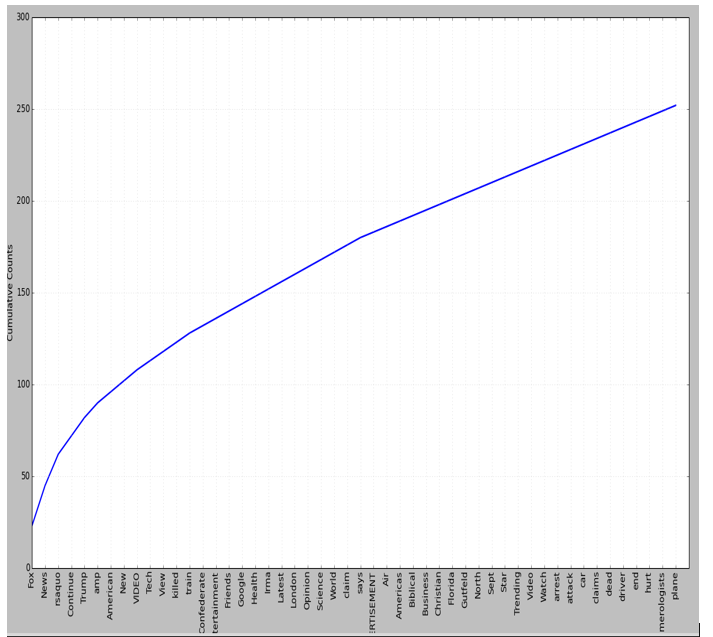 300
250
200
150
100
50
0
Cumulative Counts
Fox
News
rsaquo
Continue
Trump
amp
American
New
VIDEO
Tech
View
killed
train
Confederate
tertainment
Friends
Google
Health
Irma
Latest
London
Opinion
Science
World
claim
says
ERTISEMENT
Air
Americas
Biblical
Business
Christian
Florida
Gutfeld
North
Sept
Star
Trending
Video
Watch
arrest
attack
car
claims
dead
driver
end
hurt
merologists
plane